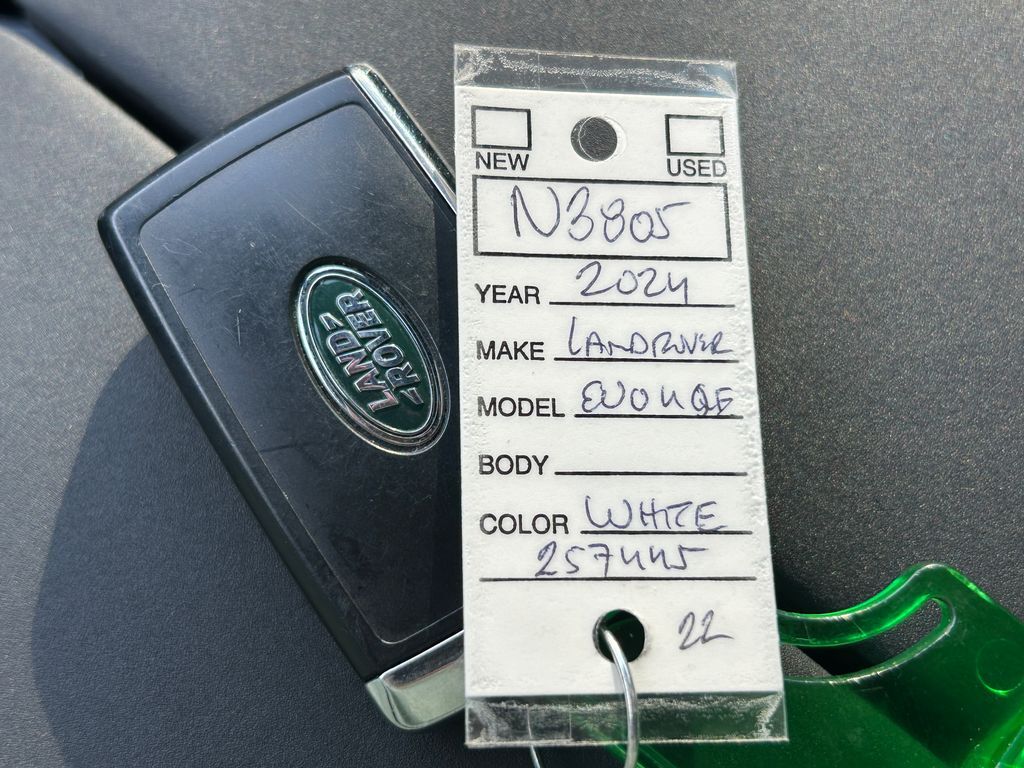 LAND
ROVER
NEW USED
N3805
YEAR 2024
MAKE LANDROVER
MODEL EVOUQE
BODY
COLOR WHITE
257445
22